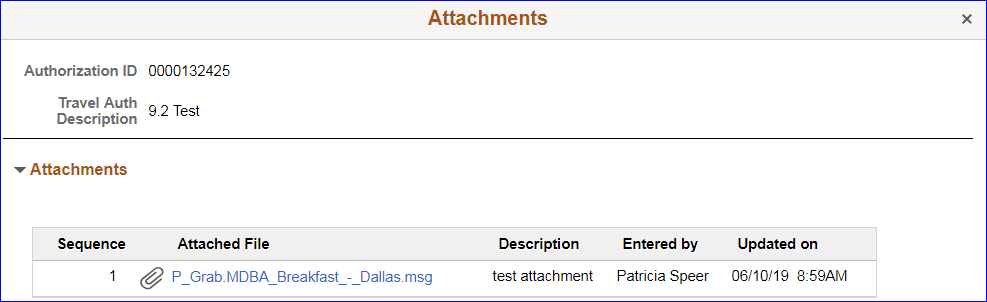 Attachments ×
Authorization ID 0000132425
Travel Auth
Description 9.2 Test
Attachments
Sequence Attached File Description Entered by Updated on
1 P_Grab.MDBA_Breakfast_-_Dallas.msg test attachment Patricia Speer 06/10/19 8:59AM